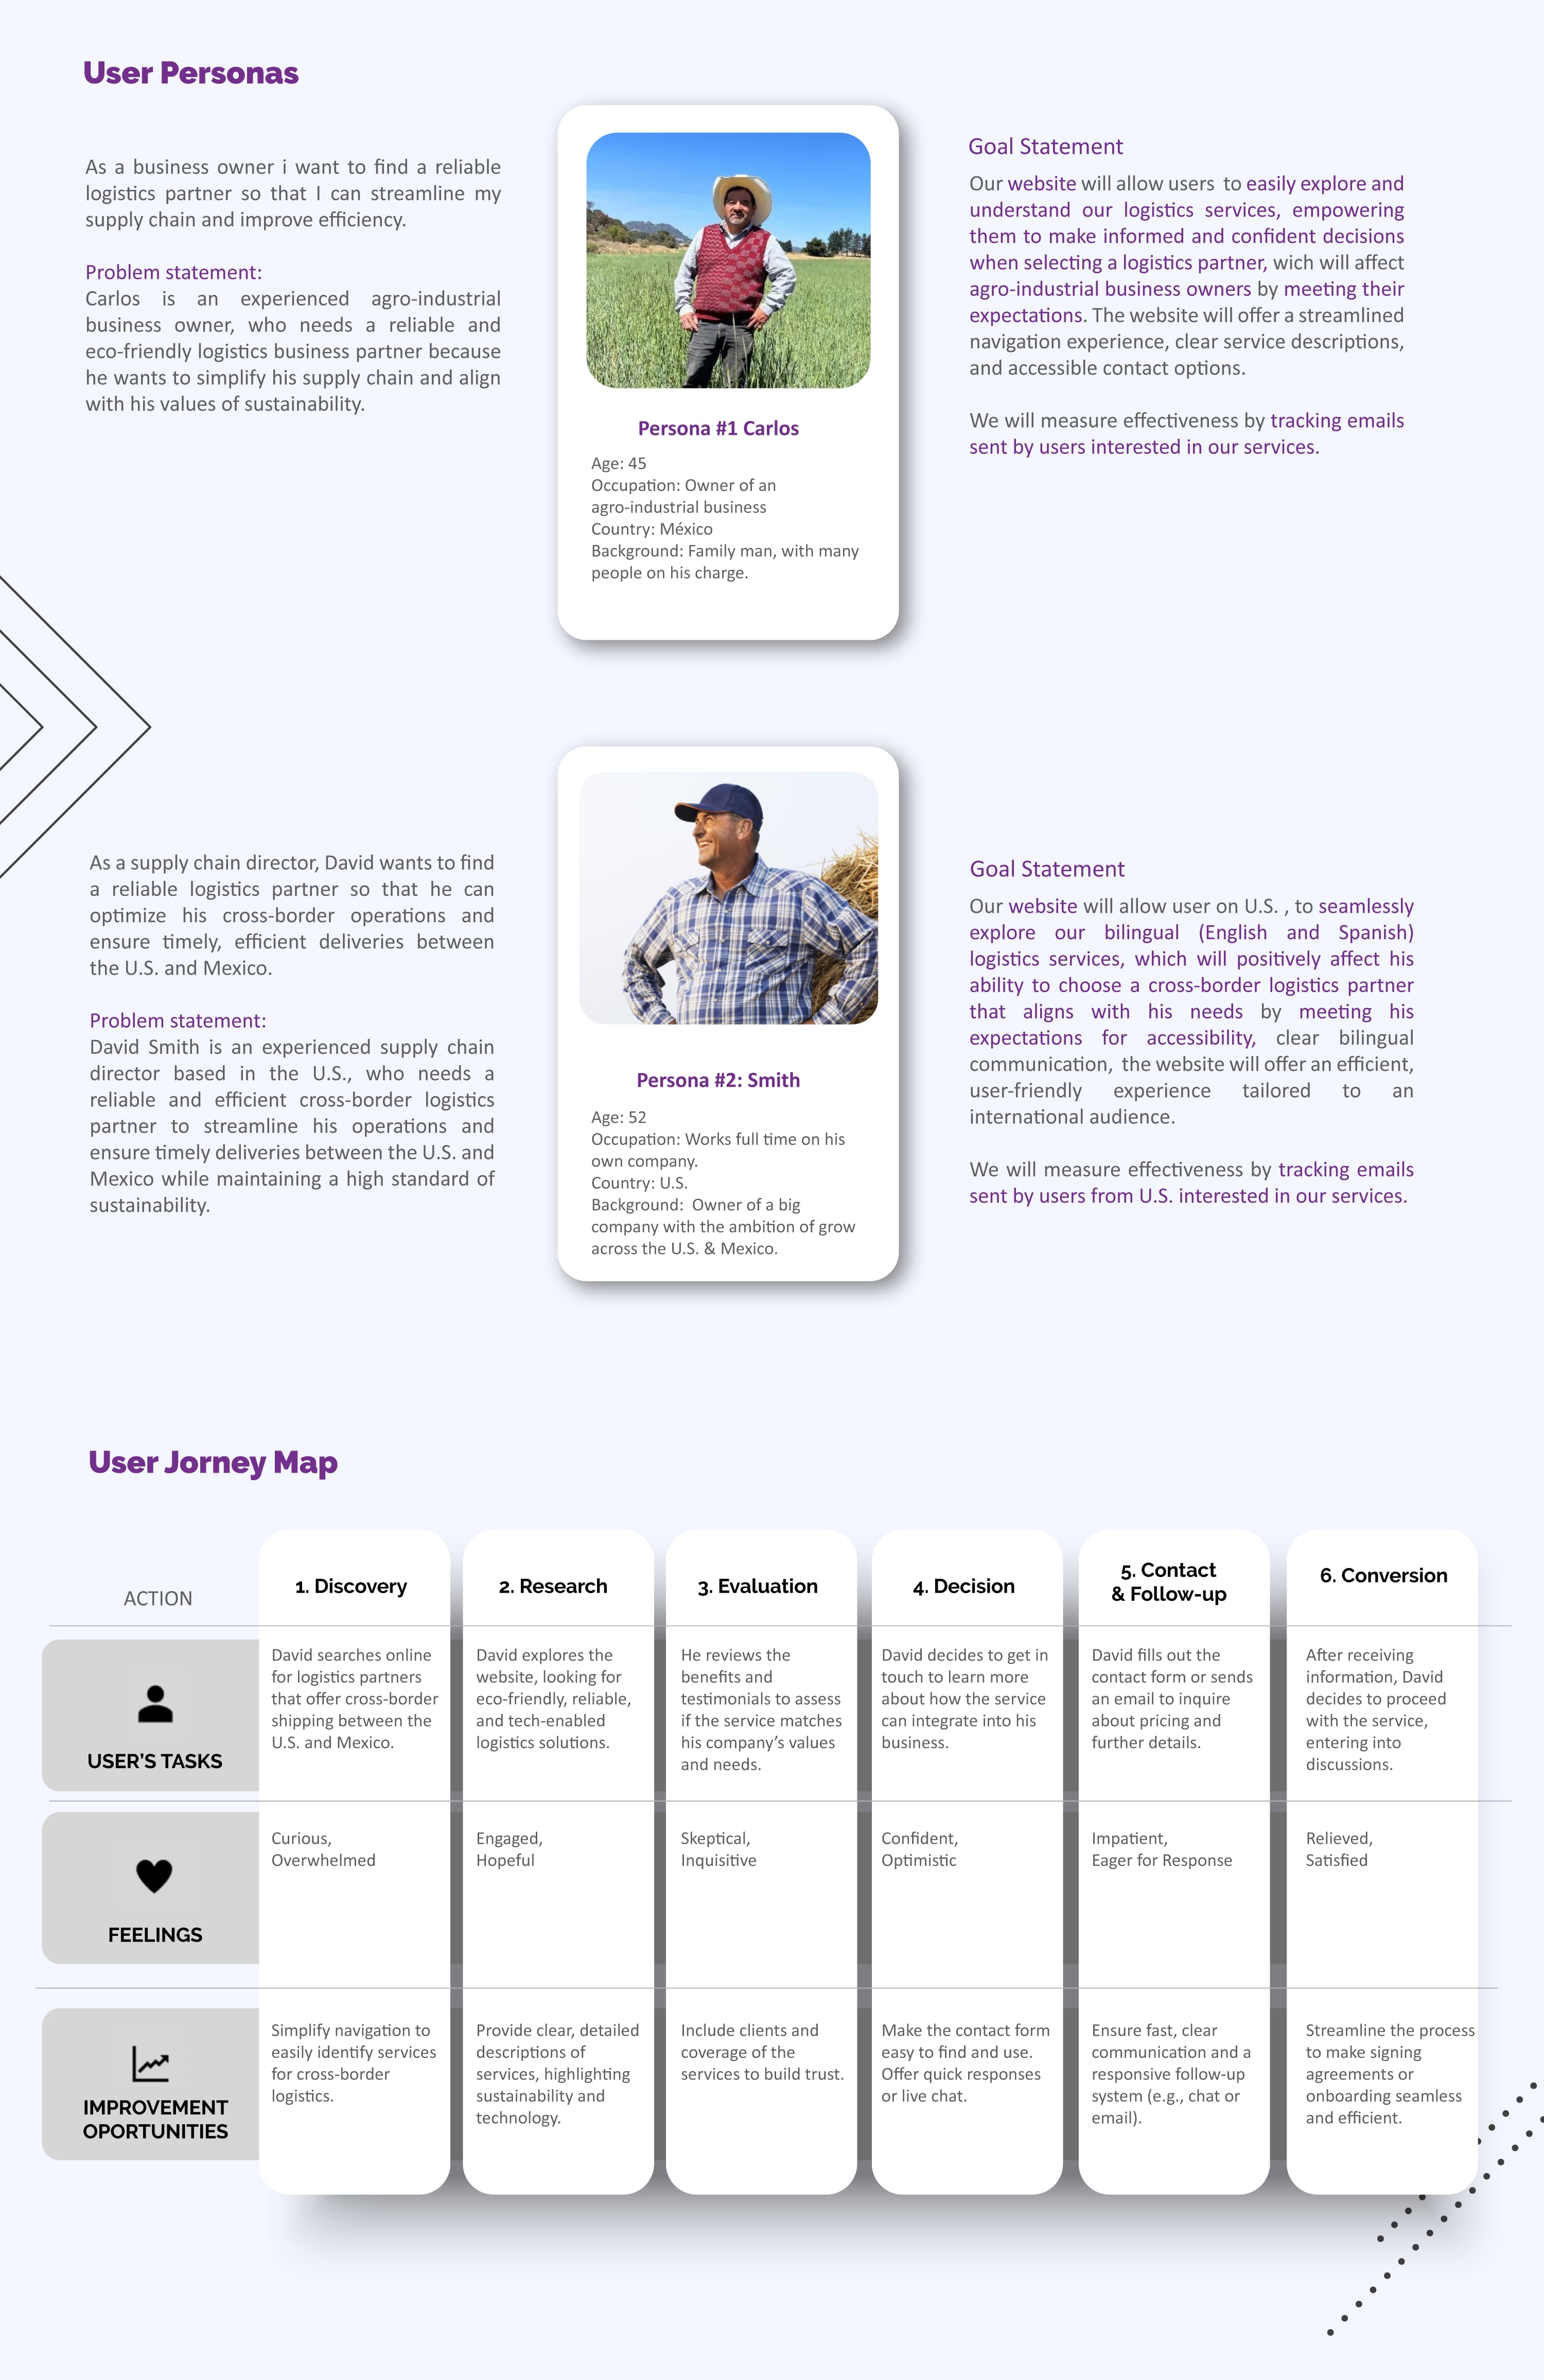 User Personas
As a business owner i want to find a reliable
logistics partner so that I can streamline my
supply chain and improve efficiency.
Problem statement:
Carlos is an experienced agro-industrial
business owner, who needs a reliable and
eco-friendly logistics business partner because
he wants to simplify his supply chain and align
with his values of sustainability.
Persona #1 Carlos
Age: 45
Occupation: Owner of an
agro-industrial business
Country: México
Background: Family man, with many
people on his charge.
Goal Statement
Our website will allow users to easily explore and
understand our logistics services, empowering
them to make informed and confident decisions
when selecting a logistics partner, wich will affect
agro-industrial business owners by meeting their
expectations. The website will offer a streamlined
navigation experience, clear service descriptions,
and accessible contact options.
We will measure effectiveness by tracking emails
sent by users interested in our services.
As a supply chain director, David wants to find
a reliable logistics partner so that he can
optimize his cross-border operations and
ensure timely, efficient deliveries between
the U.S. and Mexico.
Problem statement:
David Smith is an experienced supply chain
director based in the U.S., who needs a
reliable and efficient cross-border logistics
partner to streamline his operations and
ensure timely deliveries between the U.S. and
Mexico while maintaining a high standard of
sustainability.
Persona #2: Smith
Age: 52
Occupation: Works full time on his
own company.
Country: U.S.
Background: Owner of a big
company with the ambition of grow
across the U.S. & Mexico.
Goal Statement
Our website will allow user on U.S. , to seamlessly
explore our bilingual (English and Spanish)
logistics services, which will positively affect his
ability to choose a cross-border logistics partner
that aligns with his needs by meeting his
expectations for accessibility, clear bilingual
communication, the website will offer an efficient,
user-friendly experience tailored to an
international audience.
We will measure effectiveness by tracking emails
sent by users from U.S. interested in our services.
User Jorney Map
ACTION
1. Discovery
2. Research
3. Evaluation
4. Decision
5. Contact
& Follow-up
6. Conversion
USER'S TASKS
David searches online
for logistics partners
that offer cross-border
shipping between the
U.S. and Mexico.
David explores the
website, looking for
eco-friendly, reliable,
and tech-enabled
logistics solutions.
He reviews the
benefits and
testimonials to assess
if the service matches
his company's values
and needs.
David decides to get in
touch to learn more
about how the service
can integrate into his
business.
David fills out the
contact form or sends
an email to inquire
about pricing and
further details.
After receiving
information, David
decides to proceed
with the service,
entering into
discussions.
FEELINGS
Curious,
Overwhelmed
Engaged,
Hopeful
Skeptical,
Inquisitive
Confident,
Optimistic
Impatient,
Eager for Response
Relieved,
Satisfied
IMPROVEMENT
OPORTUNITIES
Simplify navigation to
easily identify services
for cross-border
logistics.
Provide clear, detailed
descriptions of
services, highlighting
sustainability and
technology.
Include clients and
coverage of the
services to build trust.
Make the contact form
easy to find and use.
Offer quick responses
or live chat.
Ensure fast, clear
communication and a
responsive follow-up
system (e.g., chat or
email).
Streamline the process
to make signing
agreements or
onboarding seamless
and efficient.